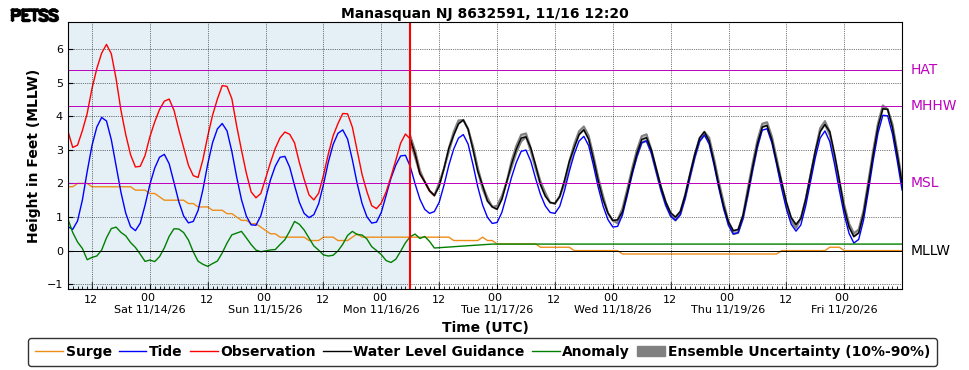 PETSS
Manasquan NJ 8632591, 11/16 12:20
Height in Feet (MLLW)
6
5
4
3
2
1
0
−1
HAT
MHHW
MSL
MLLW
12 00 12 00 12 00 12 00 12 00 12 00 12 00
Sat 11/14/26 Sun 11/15/26 Mon 11/16/26 Tue 11/17/26 Wed 11/18/26 Thu 11/19/26 Fri 11/20/26
Time (UTC)
Surge Tide Observation Water Level Guidance Anomaly Ensemble Uncertainty (10%-90%)